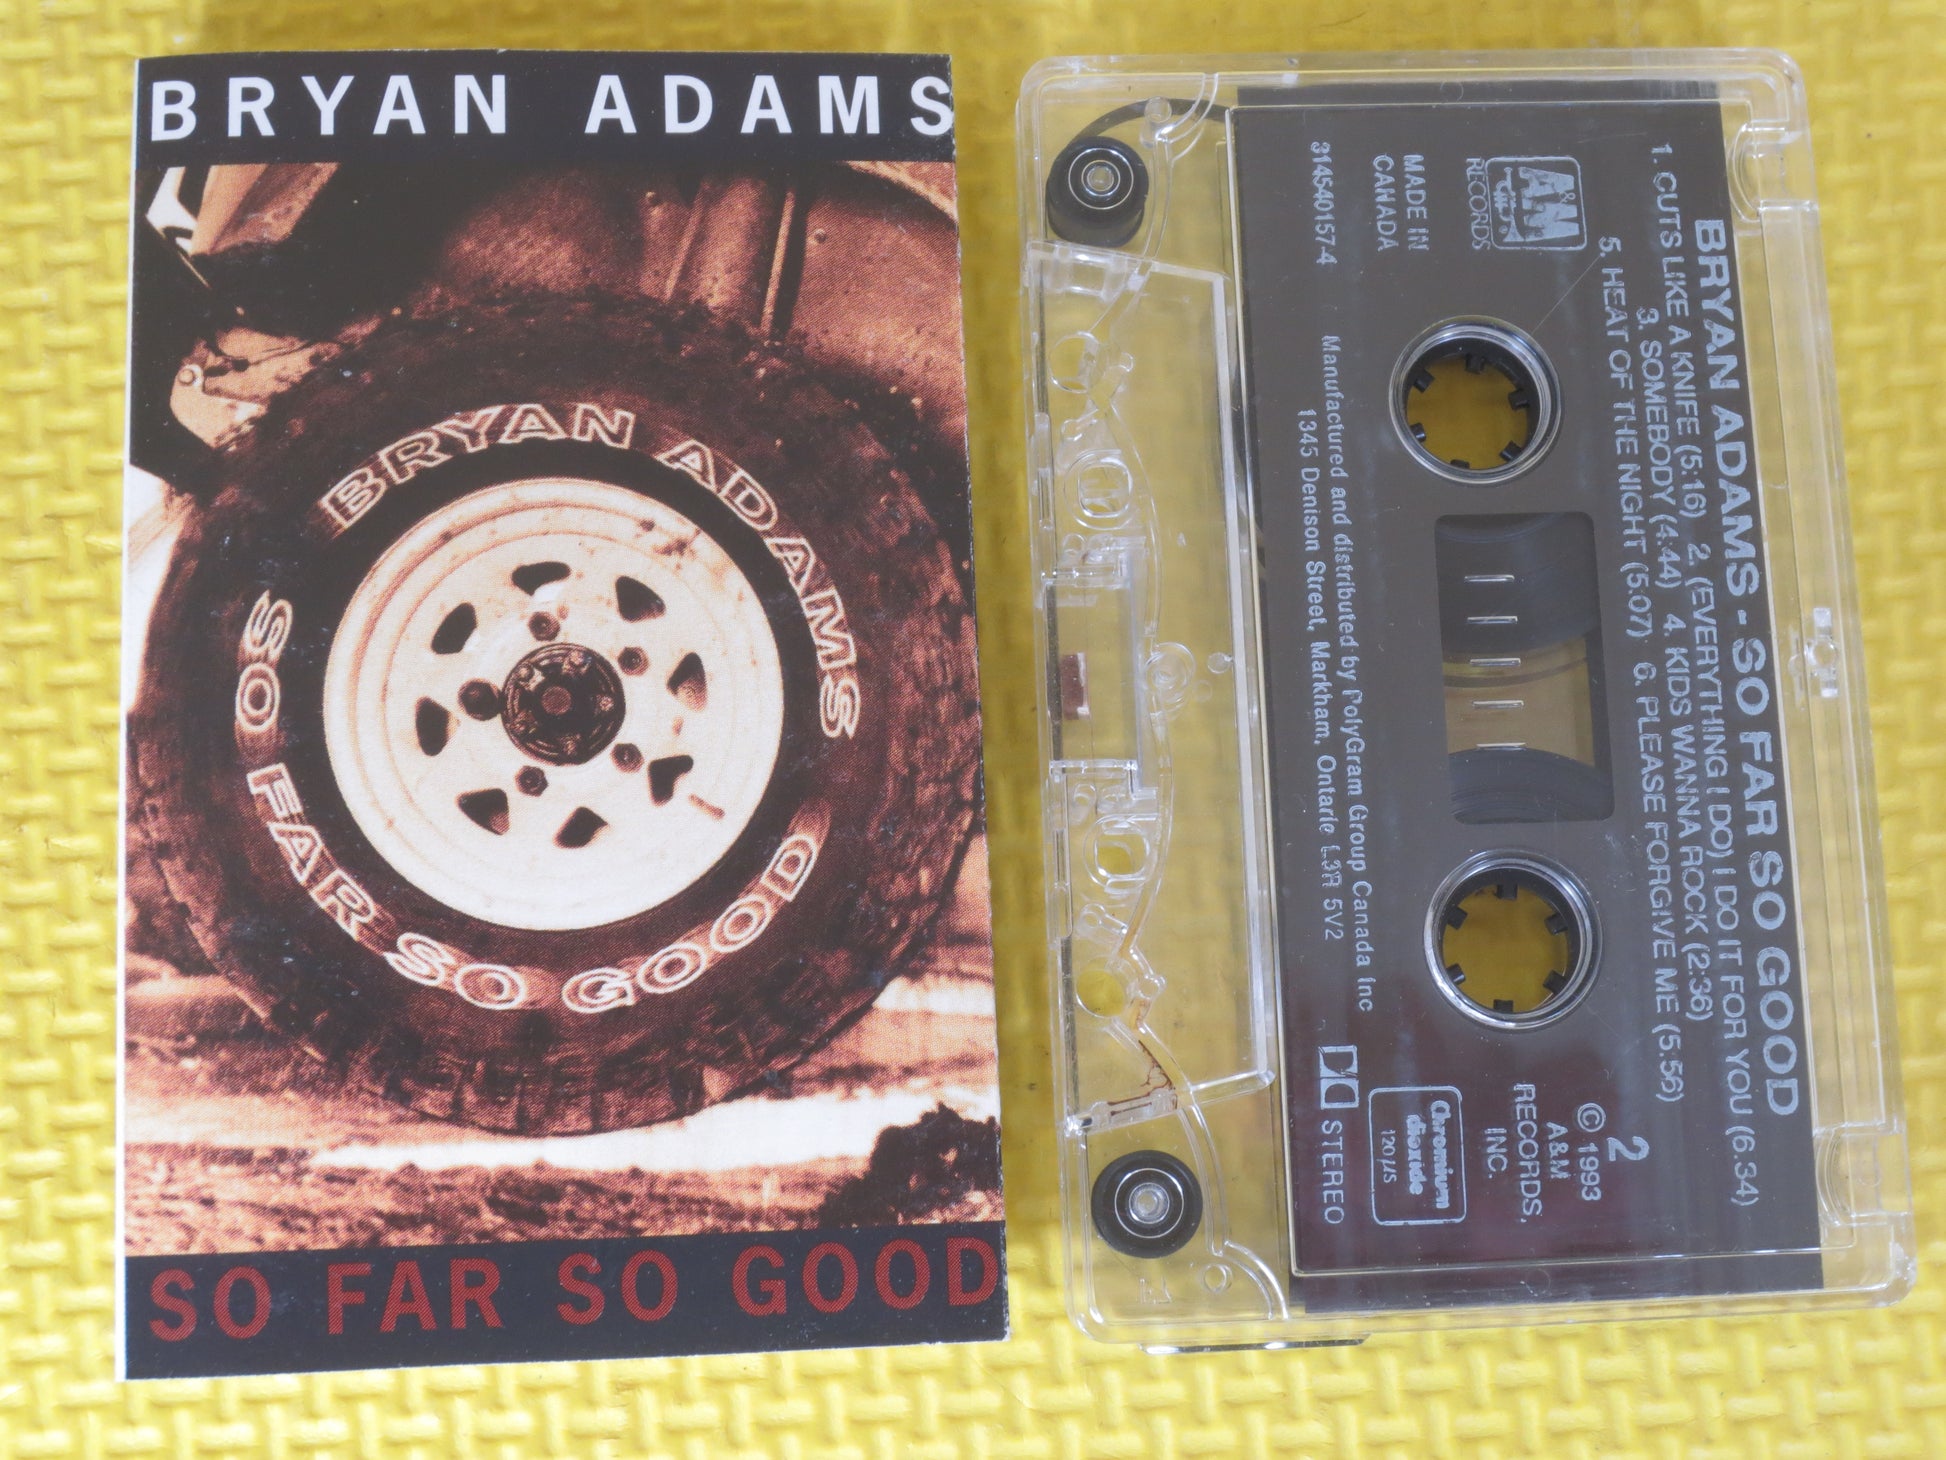 BRYAN ADAMS
BRYAN ADAMS
SO FAR SO GOOD
SO FAR SO GOOD
BRYAN ADAMS - SO FAR SO GOOD
1. CUTS LIKE A KNIFE (5:16) 2. (EVERYTHING I DO) I DO IT FOR YOU (6.34)
3. SOMEBODY (4:44) 4. KIDS WANNA ROCK (2:36)
5. HEAT OF THE NIGHT (5:07) 6. PLEASE FORGIVE ME (5:56)
A&M
RECORDS
MADE IN
CANADA
314540157-4
2
© 1993
A&M
RECORDS,
INC.
Chromium
dioxide
120 µs
STEREO
Manufactured and distributed by PolyGram Group Canada Inc
1345 Denison Street, Markham, Ontario L3R 5V2